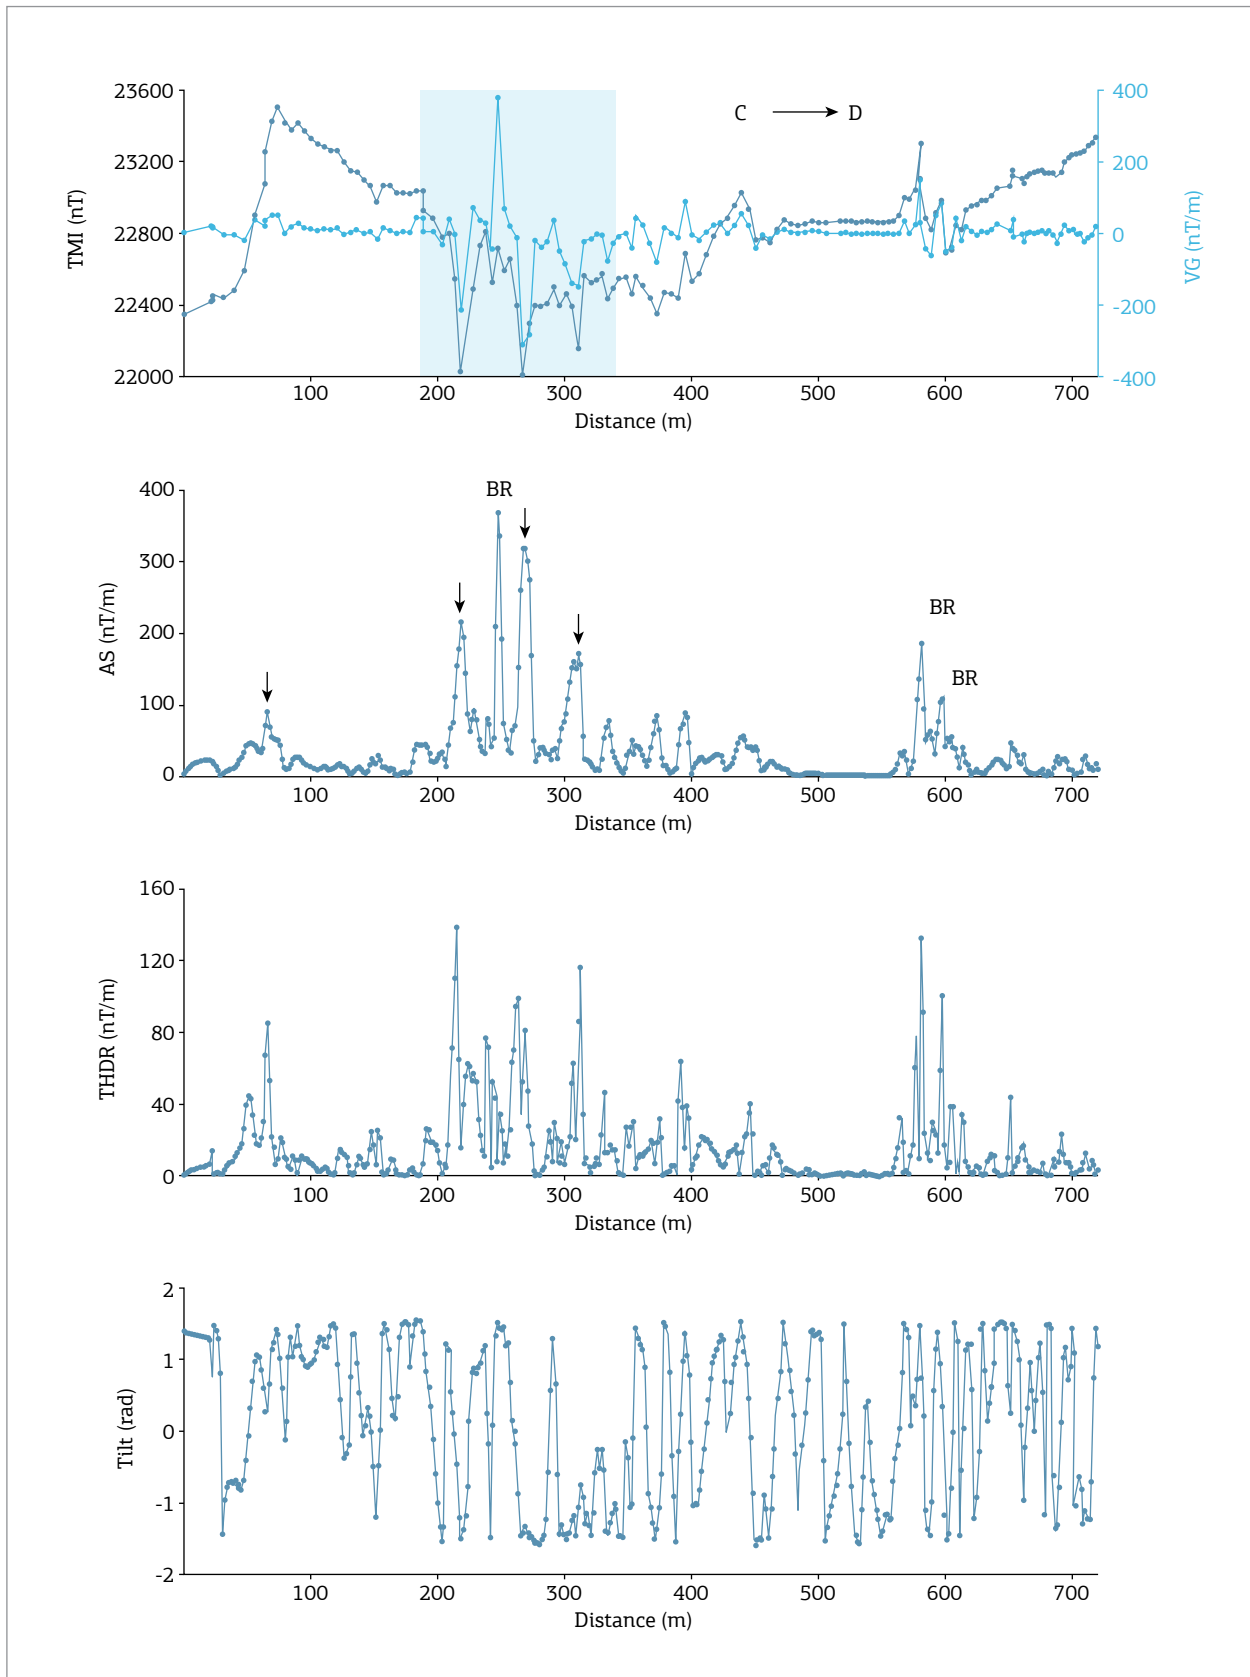 23600
400
C
D
23200
200
TMI (nT)
22800
0
VG (nT/m)
22400
-200
22000
-400
100 200 300 400 500 600 700
Distance (m)
400
BR
300
AS (nT/m)
200
BR
BR
100
0
100 200 300 400 500 600 700
Distance (m)
160
120
THDR (nT/m)
80
40
0
100 200 300 400 500 600 700
Distance (m)
2
1
Tilt (rad)
0
-1
-2
100 200 300 400 500 600 700
Distance (m)